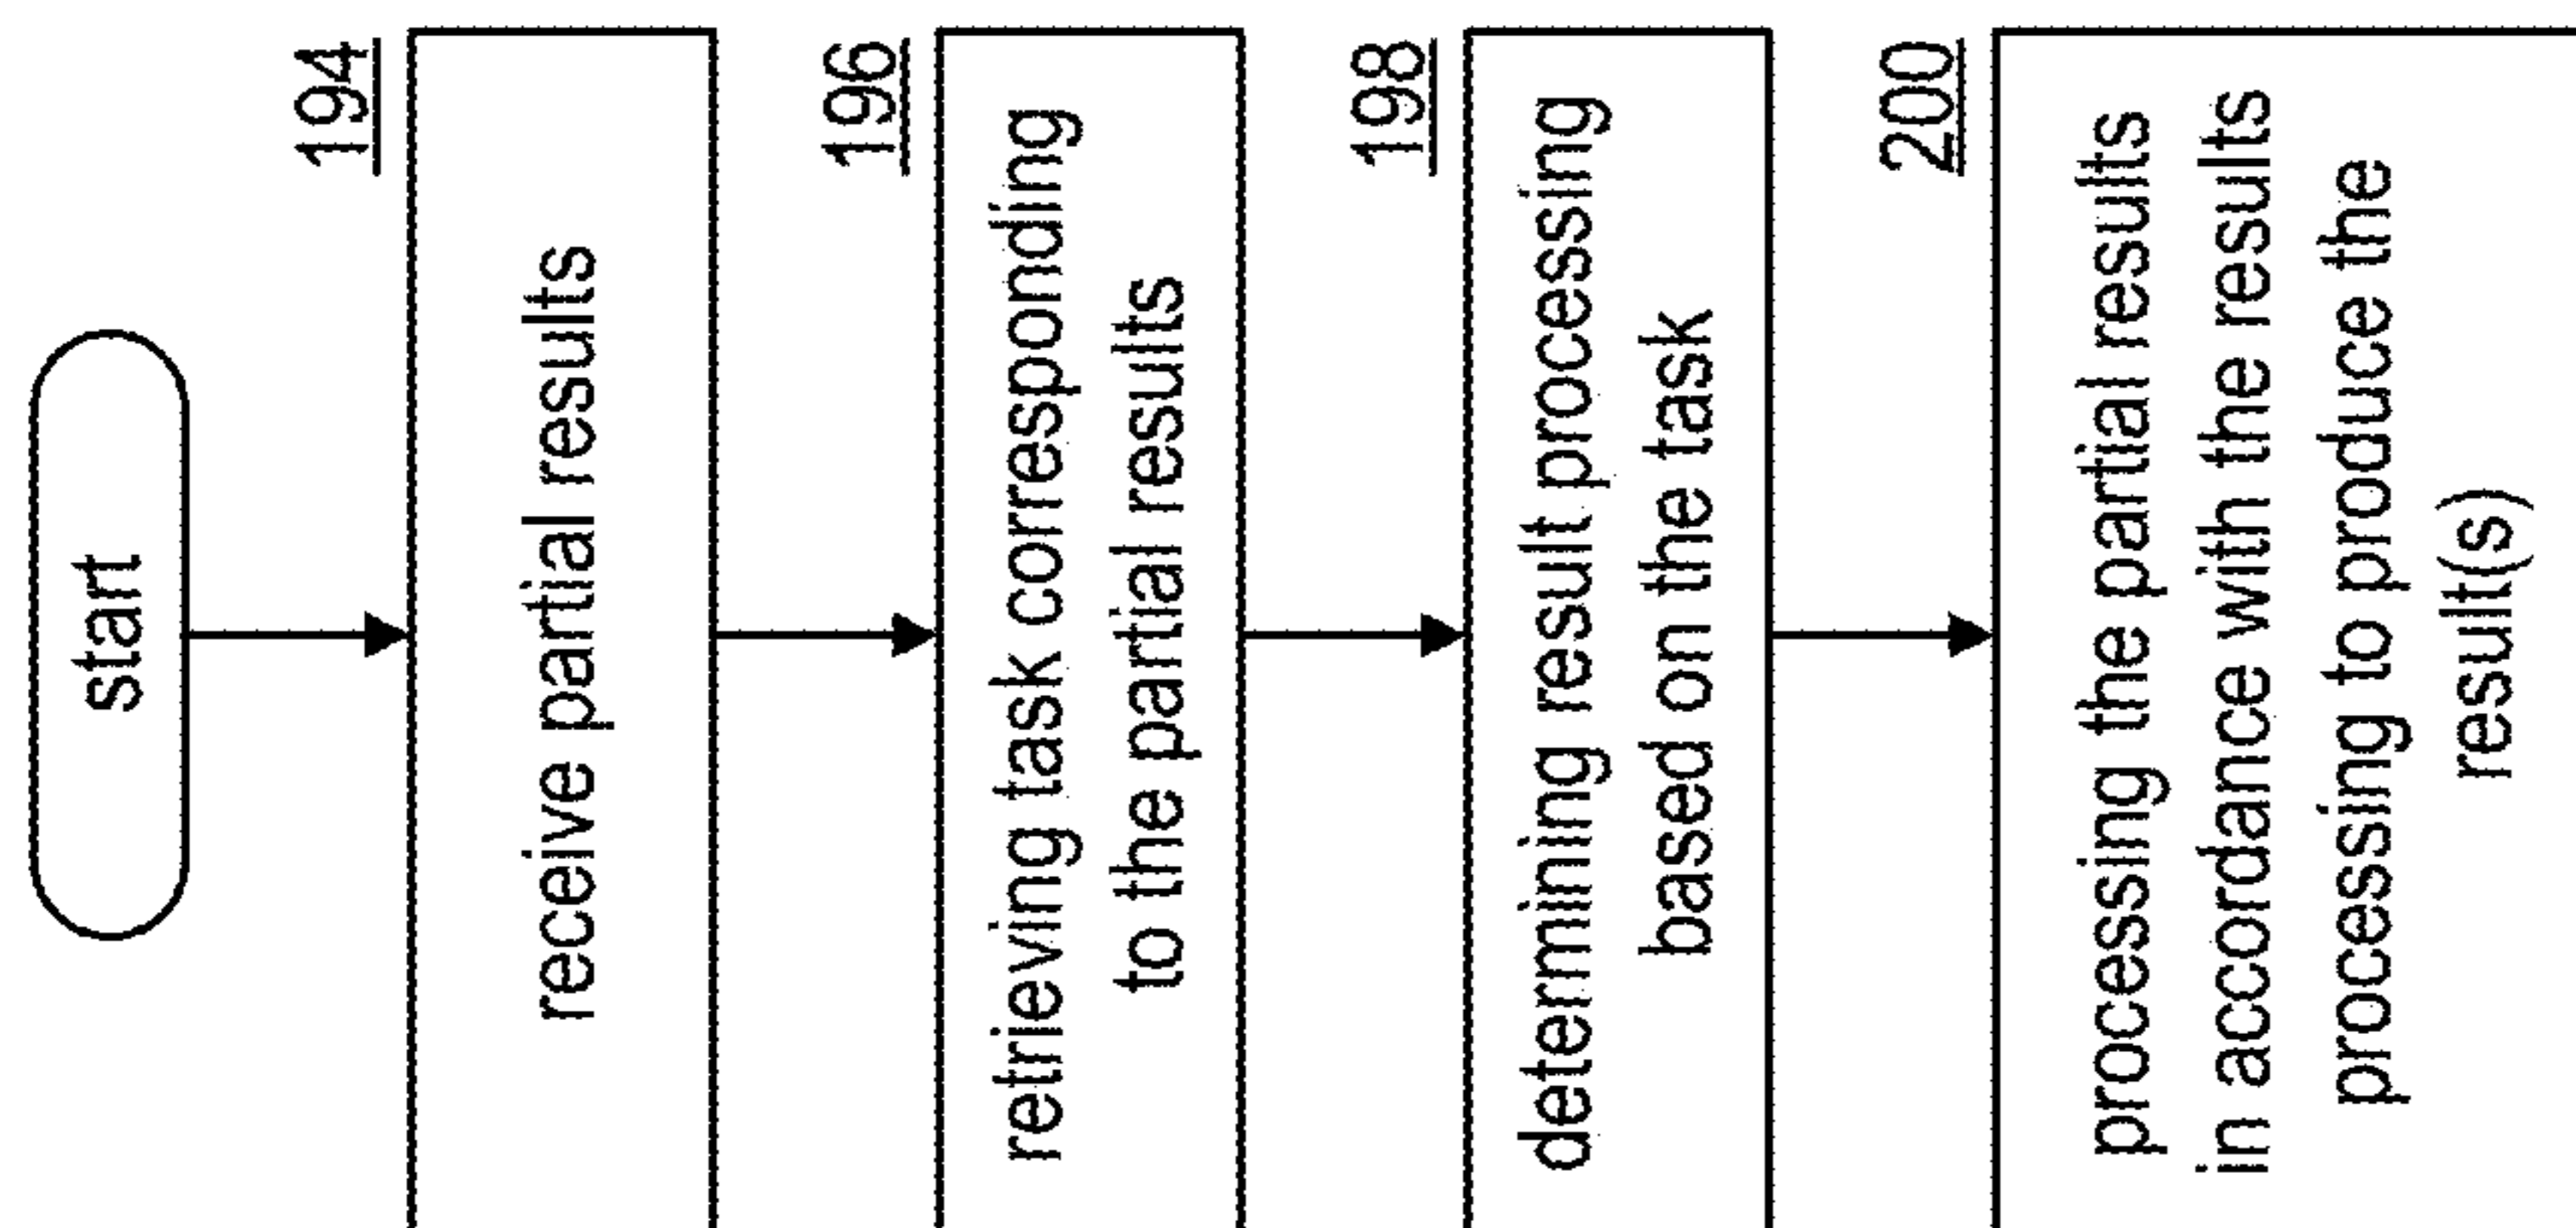 start
194
receive partial results
196
retrieving task corresponding
to the partial results
198
determining result processing
based on the task
200
processing the partial results
in accordance with the results
processing to produce the
result(s)